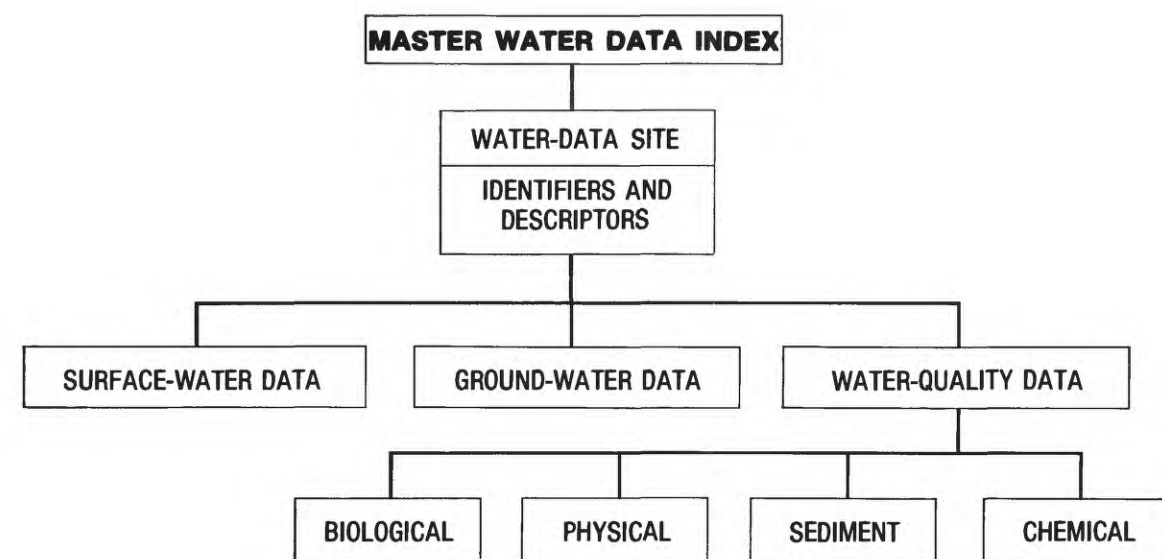 MASTER WATER DATA INDEX
WATER-DATA SITE
IDENTIFIERS AND
DESCRIPTORS
SURFACE-WATER DATA
GROUND-WATER DATA
WATER-QUALITY DATA
BIOLOGICAL
PHYSICAL
SEDIMENT
CHEMICAL